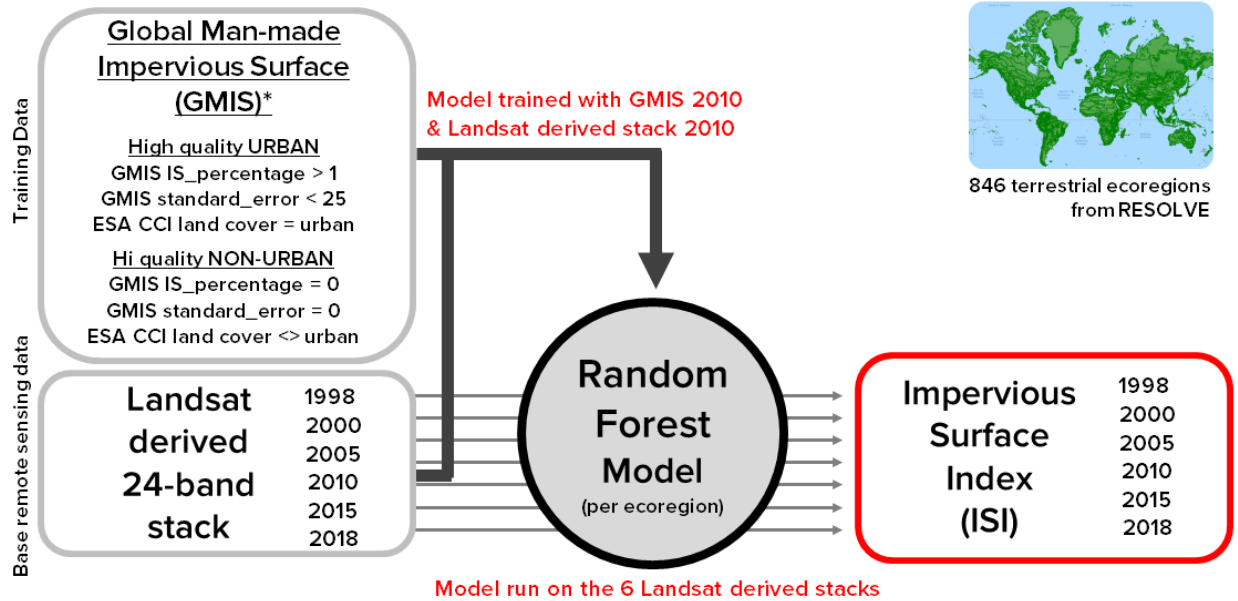 Training Data
Global Man-made
Impervious Surface
(GMIS)*
High quality URBAN
GMIS IS_percentage > 1
GMIS standard_error < 25
ESA CCI land cover = urban
Hi quality NON-URBAN
GMIS IS_percentage = 0
GMIS standard_error = 0
ESA CCI land cover <> urban
Model trained with GMIS 2010
& Landsat derived stack 2010
846 terrestrial ecoregions
from RESOLVE
Base remote sensing data
Landsat
derived
24-band
stack
1998
2000
2005
2010
2015
2018
Random
Forest
Model
(per ecoregion)
Impervious
Surface
Index
(ISI)
1998
2000
2005
2010
2015
2018
Model run on the 6 Landsat derived stacks